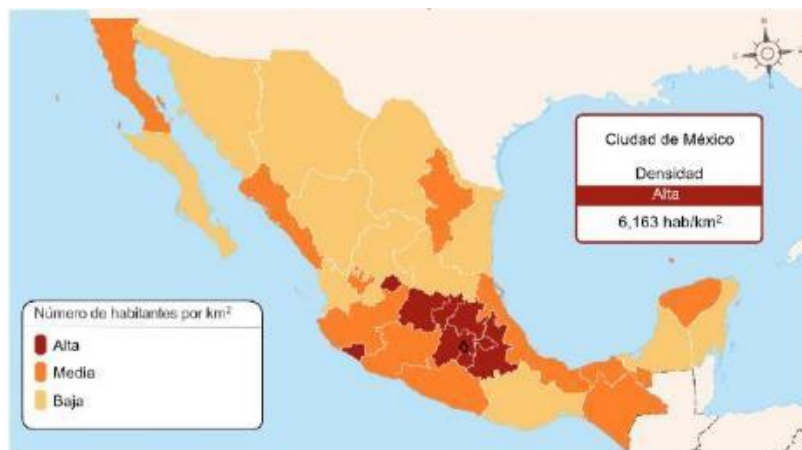 Ciudad de México
Densidad
Alta
6,163 hab/km²
Número de habitantes por km²
Alta
Media
Baja